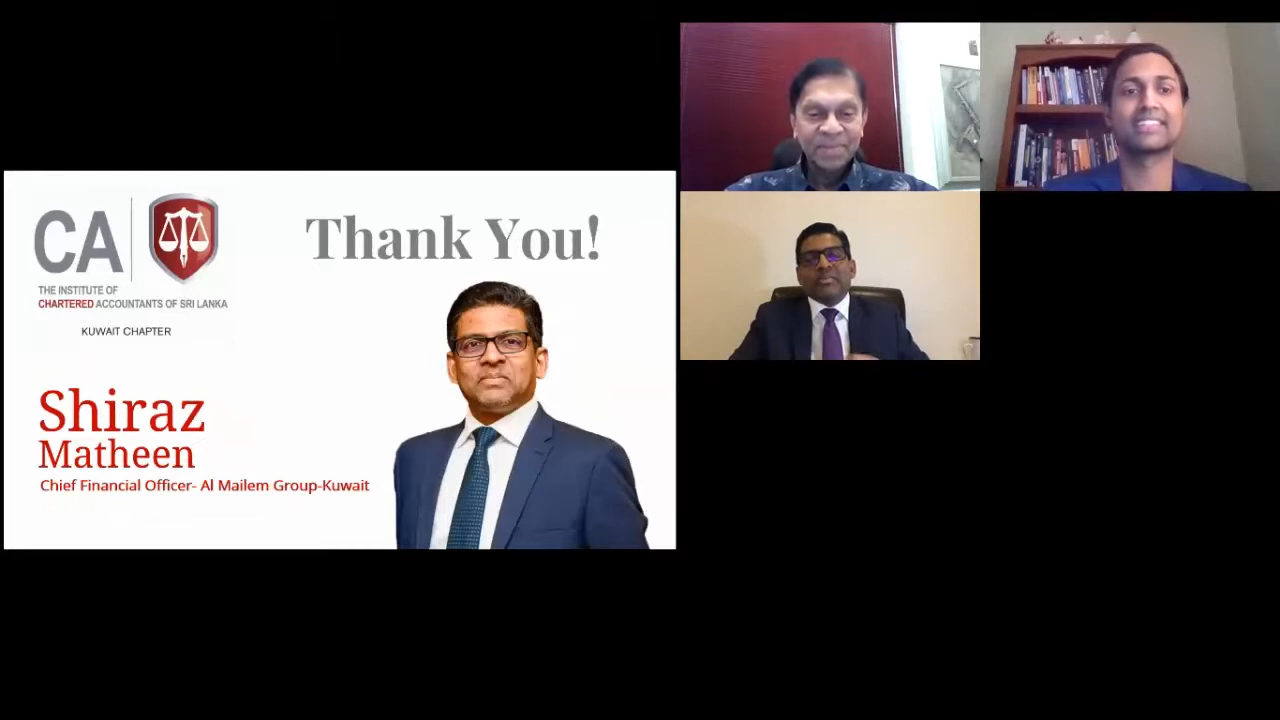 CA
THE INSTITUTE OF
CHARTERED ACCOUNTANTS OF SRI LANKA
KUWAIT CHAPTER
Thank You!
Shiraz
Matheen
Chief Financial Officer- Al Mailem Group-Kuwait